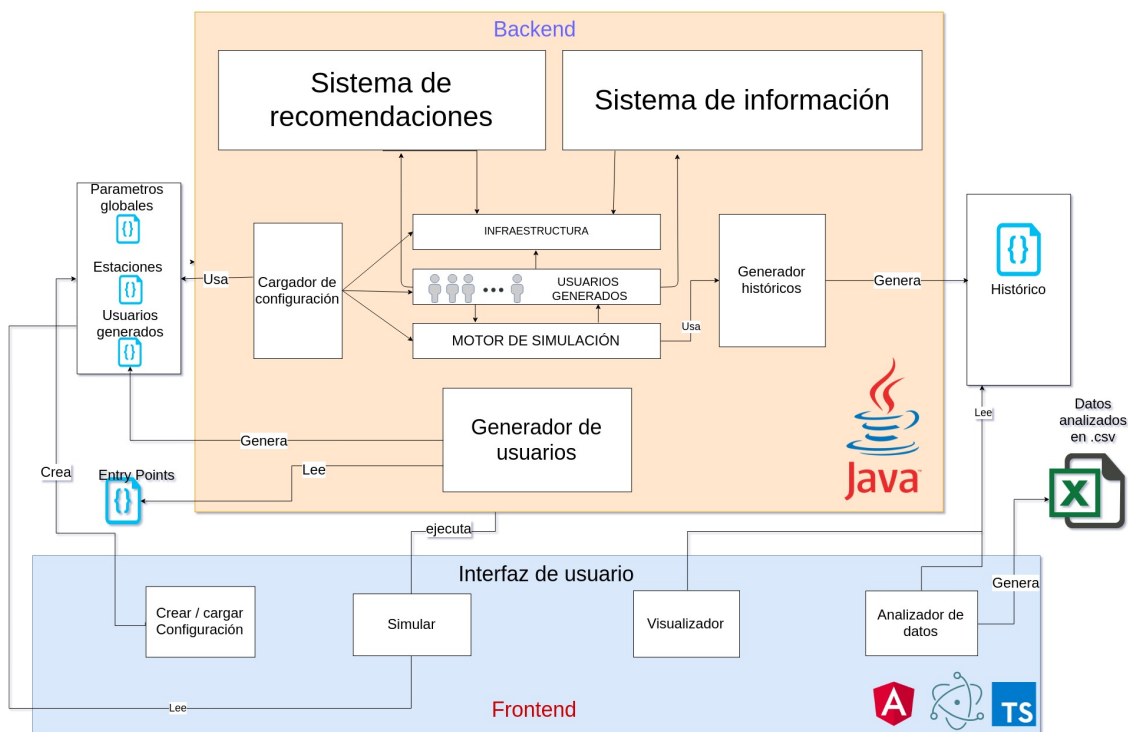 Backend
Sistema de
recomendaciones
Sistema de información
Parametros
globales
{}
Estaciones
{}
Usuarios
generados
{}
Usa
Cargador de
configuración
INFRAESTRUCTURA
USUARIOS
GENERADOS
MOTOR DE SIMULACIÓN
Usa
Generador
históricos
Genera
{}
Histórico
Generador de
usuarios
Genera
Lee
Java
Lee
Datos
analizados
en .csv
X
Crea
Entry Points
{}
ejecuta
Interfaz de usuario
Genera
Crear / cargar
Configuración
Simular
Visualizador
Analizador de
datos
Lee
Frontend
A
TS